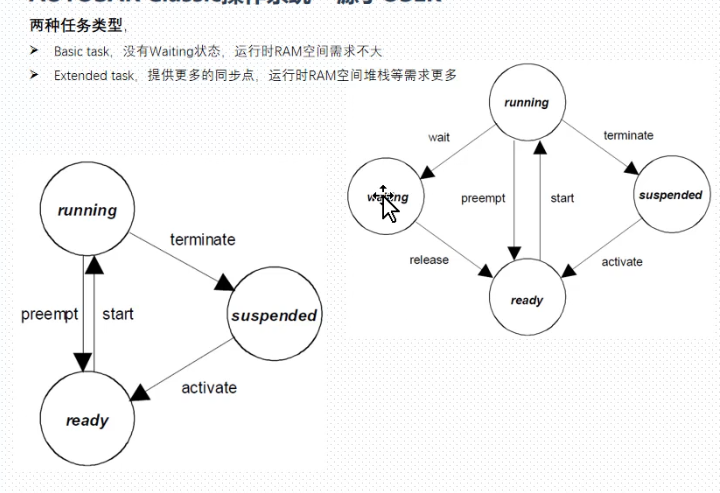 两种任务类型，
Basic task，没有Waiting状态，运行时RAM空间需求不大
Extended task，提供更多的同步点，运行时RAM空间堆栈等需求更多
running
wait
terminate
preempt
start
suspended
release
activate
ready
running
terminate
preempt
start
suspended
activate
ready